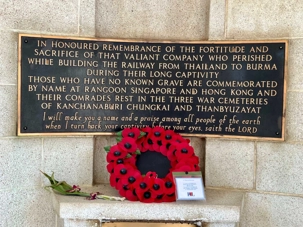 IN HONOURED REMEMBRANCE OF THE FORTITUDE AND
SACRIFICE OF THAT VALIANT COMPANY WHO PERISHED
WHILE BUILDING THE RAILWAY FROM THAILAND TO BURMA
DURING THEIR LONG CAPTIVITY
THOSE WHO HAVE NO KNOWN GRAVE ARE COMMEMORATED
BY NAME AT RANGOON SINGAPORE AND HONG KONG AND
THEIR COMRADES REST IN THE THREE WAR CEMETERIES
OF KANCHANABURI CHUNGKAI AND THANBYUZAYAT
I will make you a name and a praise among all people of the earth
when I turn back your captivity before your eyes, saith the LORD